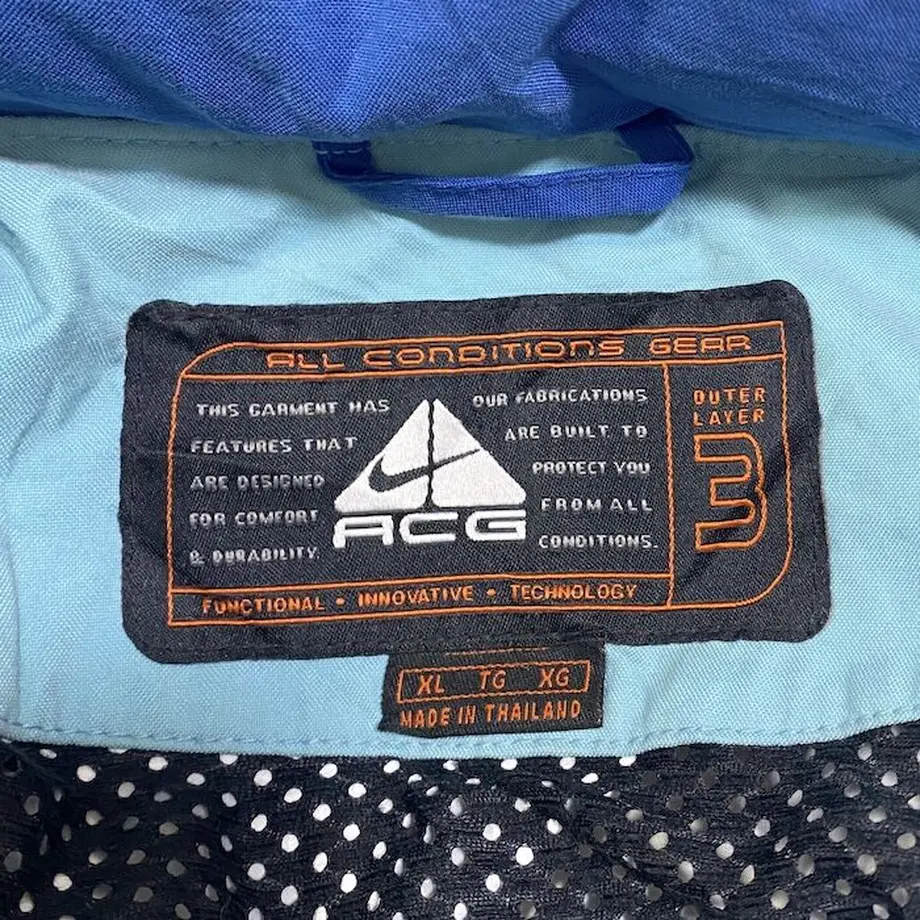 ALL CONDITIONS GEAR
THIS GARMENT HAS
FEATURES THAT
ARE DESIGNED
FOR COMFORT
& DURABILITY.
ACG
OUR FABRICATIONS
ARE BUILT TO
PROTECT YOU
FROM ALL
CONDITIONS.
OUTER
LAYER
3
FUNCTIONAL • INNOVATIVE • TECHNOLOGY
XL TG XG
MADE IN THAILAND